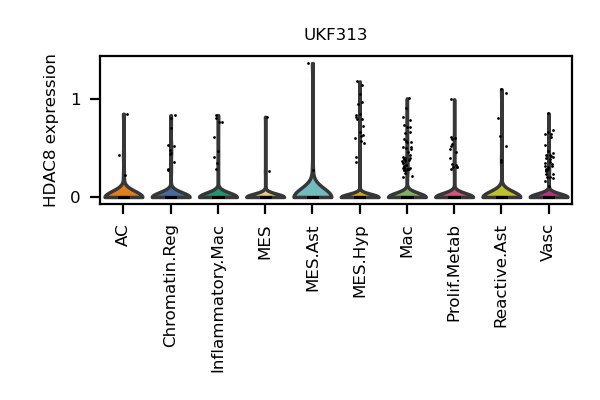 UKF313
HDAC8 expression
1
0
AC
Chromatin.Reg
Inflammatory.Mac
MES
MES.Ast
MES.Hyp
Mac
Prolif.Metab
Reactive.Ast
Vasc